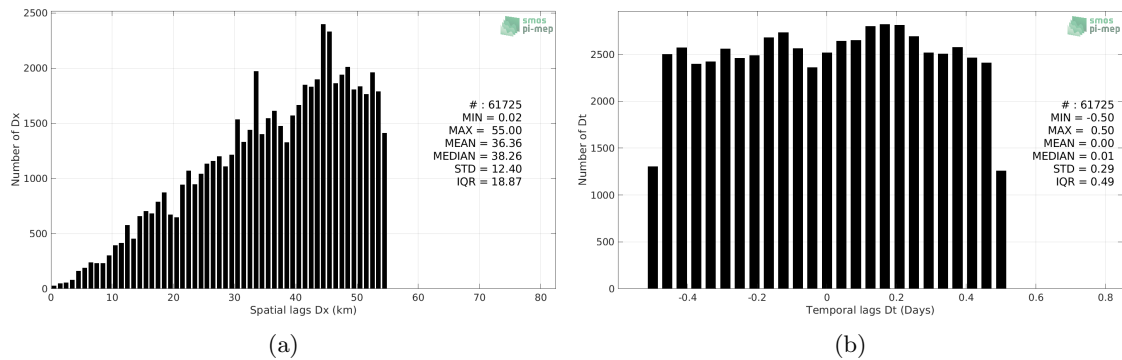 smos
pi-mep
2500
2000
1500
1000
500
0
Number of Dx
# : 61725
MIN = 0.02
MAX = 55.00
MEAN = 36.36
MEDIAN = 38.26
STD = 12.40
IQR = 18.87
0 10 20 30 40 50 60 70 80
Spatial lags Dx (km)
(a)
smos
pi-mep
2500
2000
1500
1000
500
0
Number of Dt
# : 61725
MIN = -0.50
MAX = 0.50
MEAN = 0.00
MEDIAN = 0.01
STD = 0.29
IQR = 0.49
-0.4 -0.2 0 0.2 0.4 0.6 0.8
Temporal lags Dt (Days)
(b)